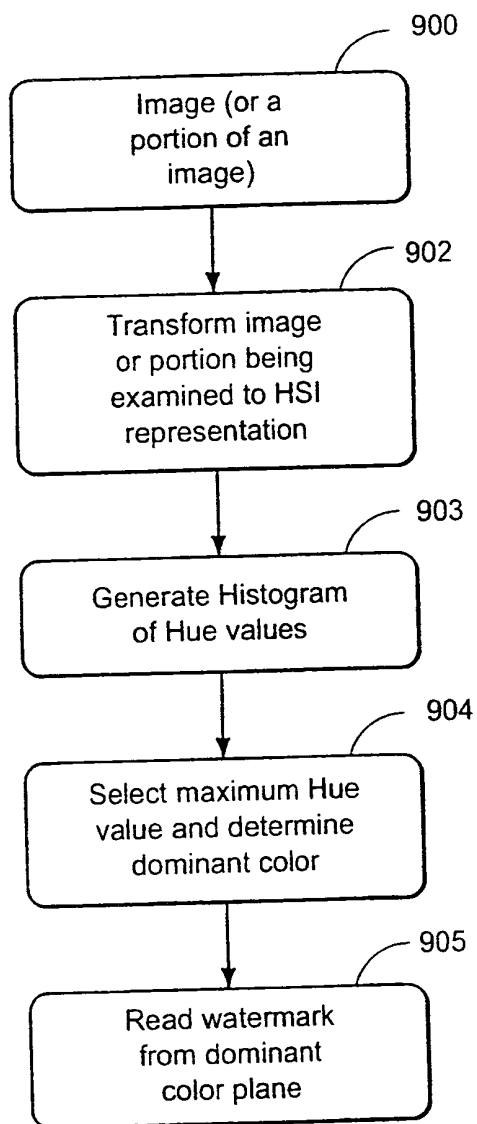 900
Image (or a
portion of an
image)
902
Transform image
or portion being
examined to HSI
representation
903
Generate Histogram
of Hue values
904
Select maximum Hue
value and determine
dominant color
905
Read watermark
from dominant
color plane